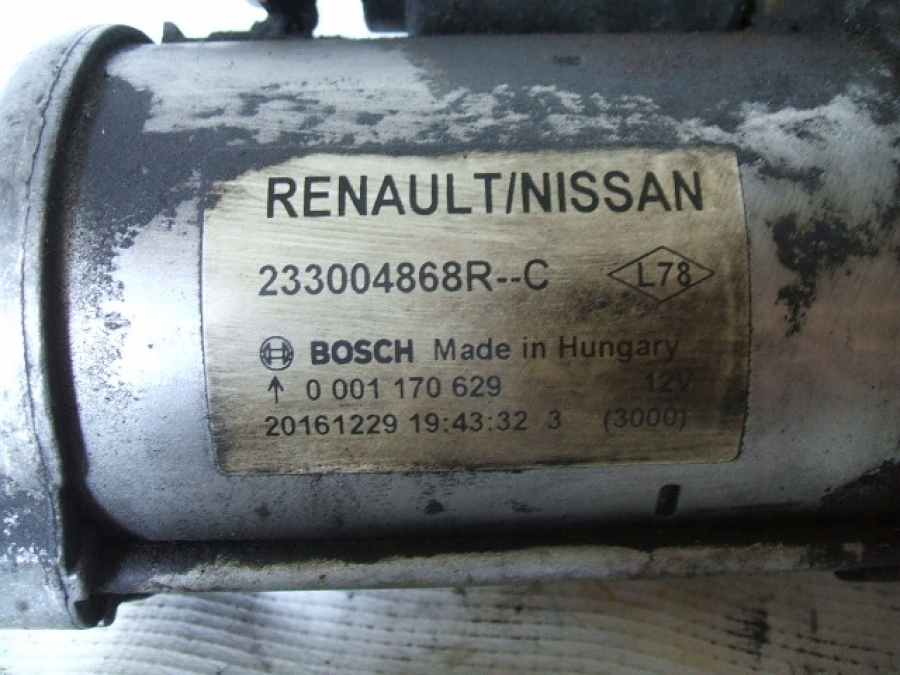 RENAULT/NISSAN
233004868R--C L78
BOSCH Made in Hungary
↑ 0 001 170 629 12V
20161229 19:43:32 3 (3000)